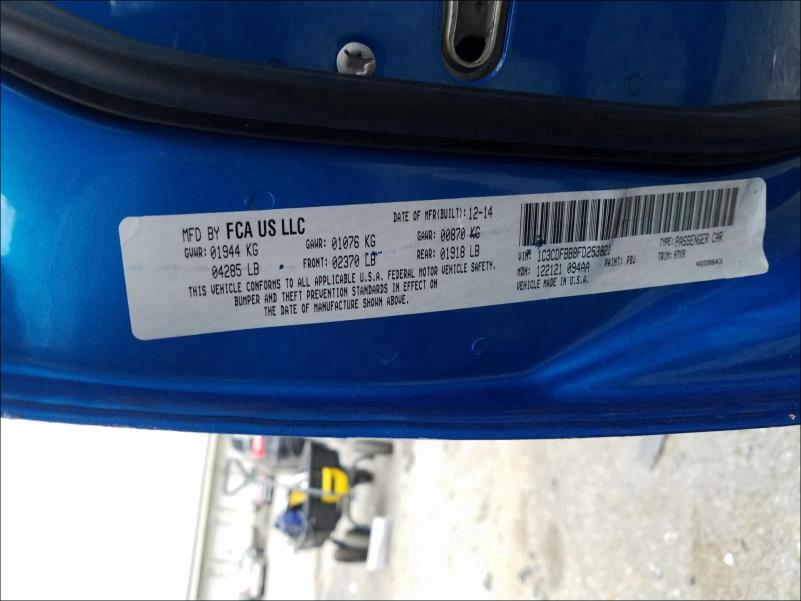 MFD BY FCA US LLC DATE OF MFR(BUILT): 12-14
GVWR: 01944 KG GAWR: 01076 KG GAWR: 00870 KG
04285 LB FRONT: 02370 LB REAR: 01918 LB
THIS VEHICLE CONFORMS TO ALL APPLICABLE U.S.A. FEDERAL MOTOR VEHICLE SAFETY,
BUMPER AND THEFT PREVENTION STANDARDS IN EFFECT ON
THE DATE OF MANUFACTURE SHOWN ABOVE.
VIN: 1C3CDFBB0FD253021 TYPE: PASSENGER CAR
MDH: 122121 094AA PAINT: PBJ TRIM:
VEHICLE MADE IN U.S.A. 4658843